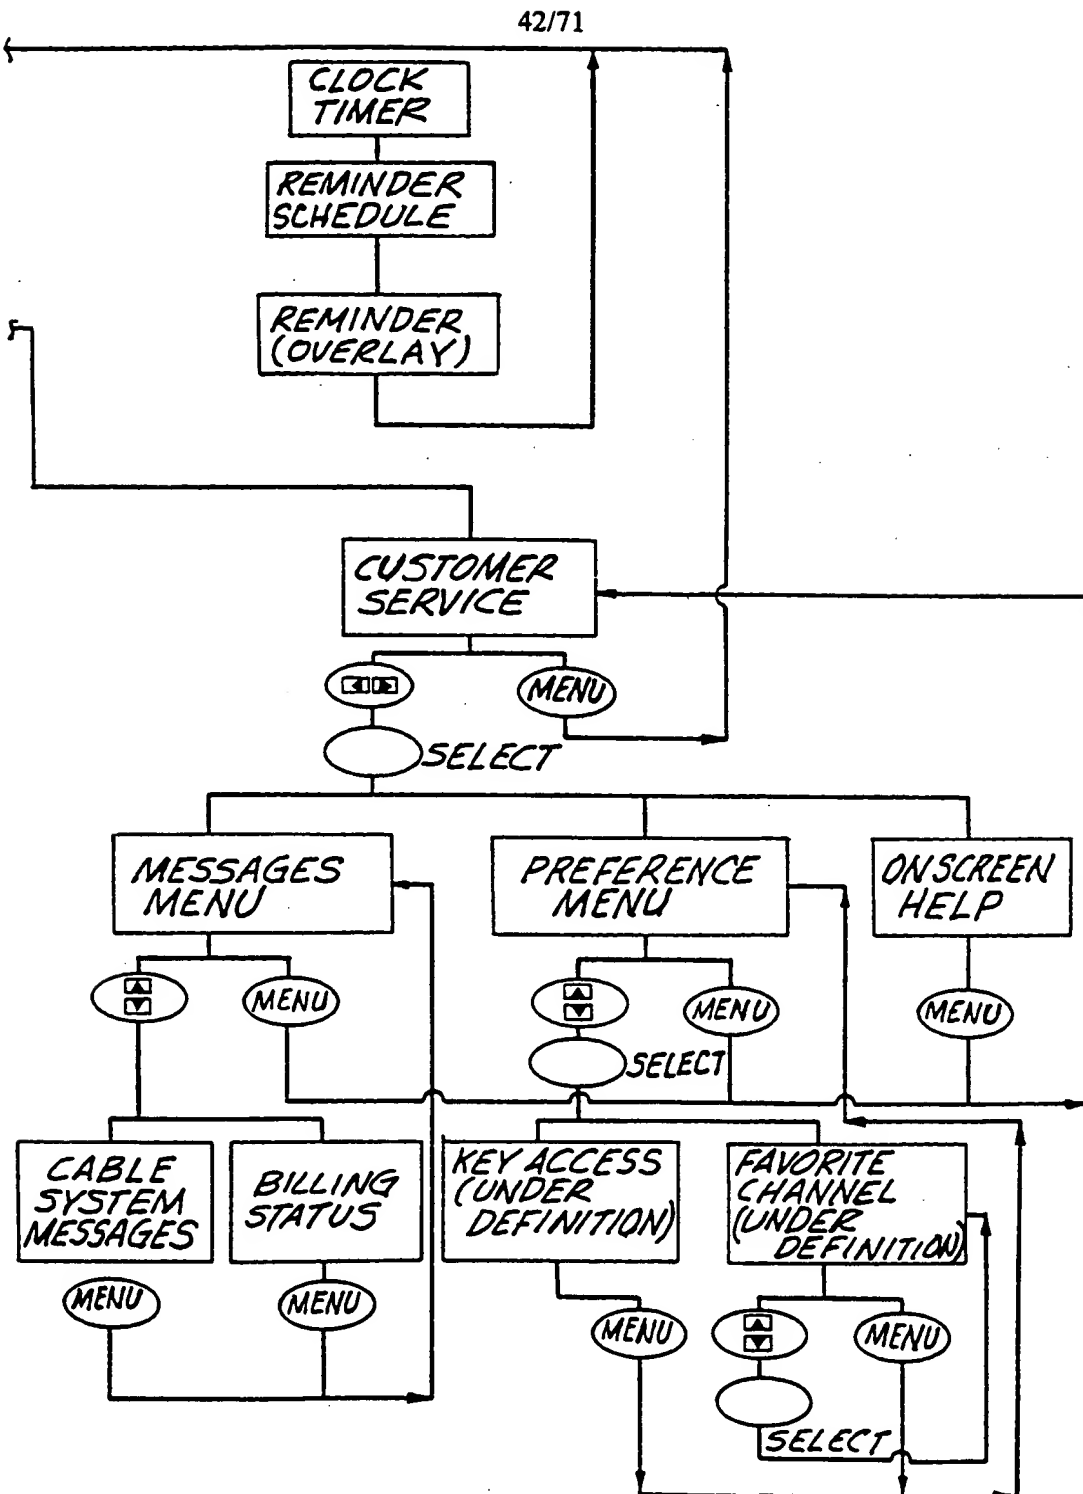 42/71
CLOCK
TIMER
REMINDER
SCHEDULE
REMINDER
(OVERLAY)
CUSTOMER
SERVICE
MENU
SELECT
MESSAGES
MENU
PREFERENCE
MENU
ON SCREEN
HELP
MENU
MENU
MENU
SELECT
CABLE
SYSTEM
MESSAGES
BILLING
STATUS
KEY ACCESS
(UNDER
DEFINITION)
FAVORITE
CHANNEL
(UNDER
DEFINITION)
MENU
MENU
MENU
MENU
SELECT